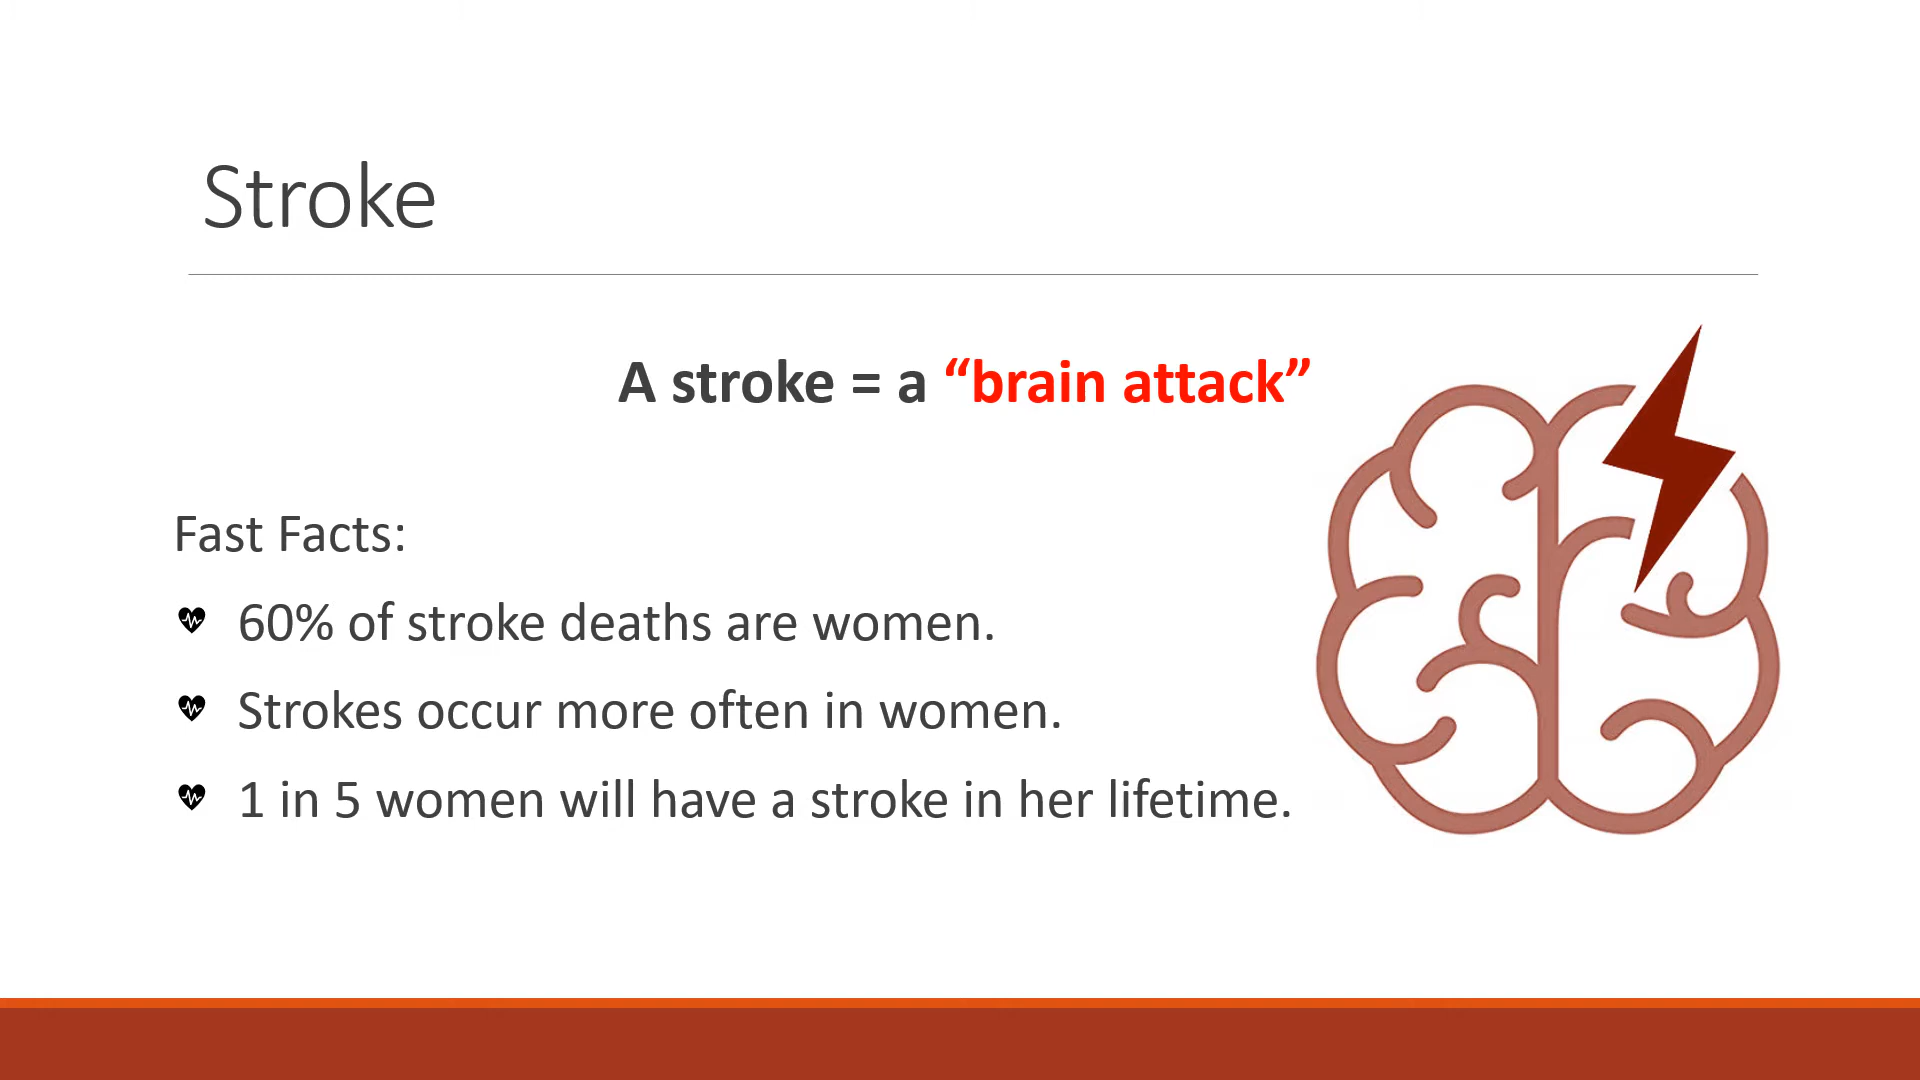 Stroke
A stroke = a “brain attack”
Fast Facts:
60% of stroke deaths are women.
Strokes occur more often in women.
1 in 5 women will have a stroke in her lifetime.